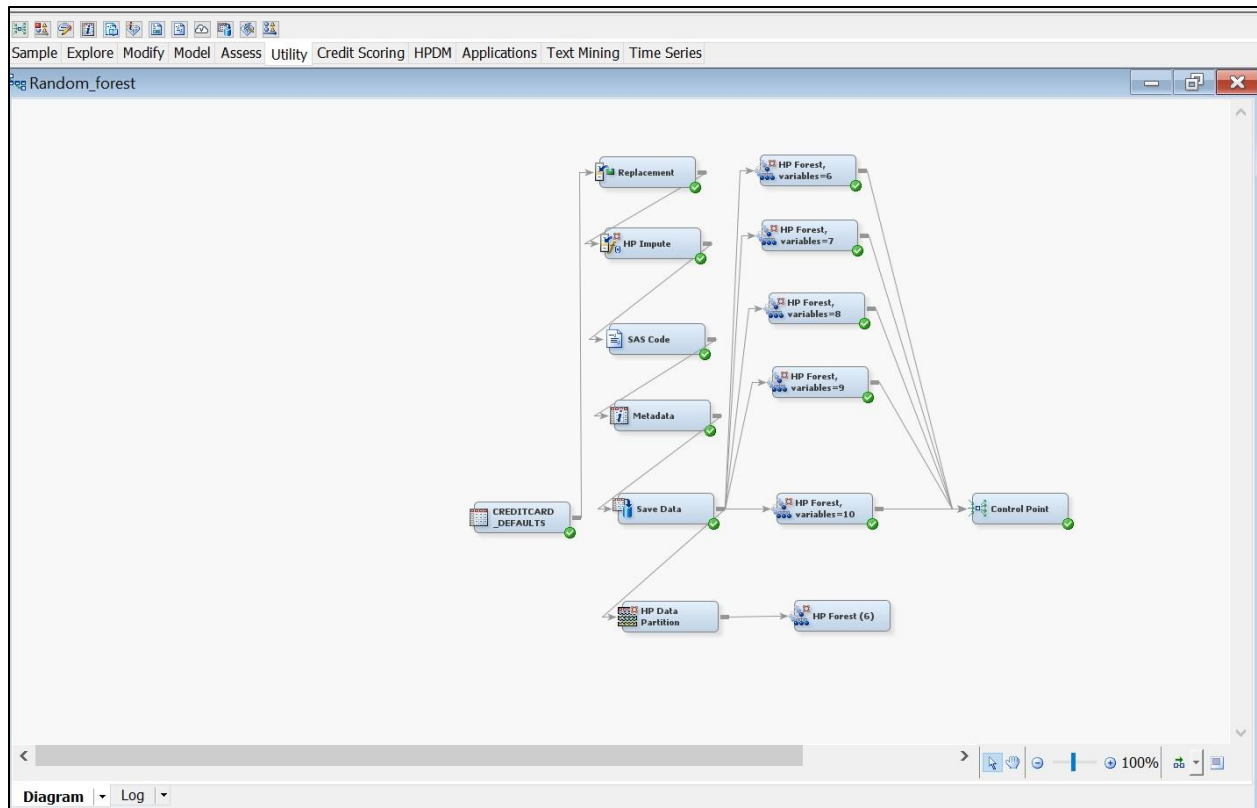 Sample Explore Modify Model Assess Utility Credit Scoring HPDM Applications Text Mining Time Series
Random_forest
Replacement
HP Forest,
variables=6
HP Impute
HP Forest,
variables=7
SAS Code
HP Forest,
variables=8
Metadata
HP Forest,
variables=9
CREDITCARD
_DEFAULTS
Save Data
HP Forest,
variables=10
Control Point
HP Data
Partition
HP Forest (6)
100%
Diagram Log